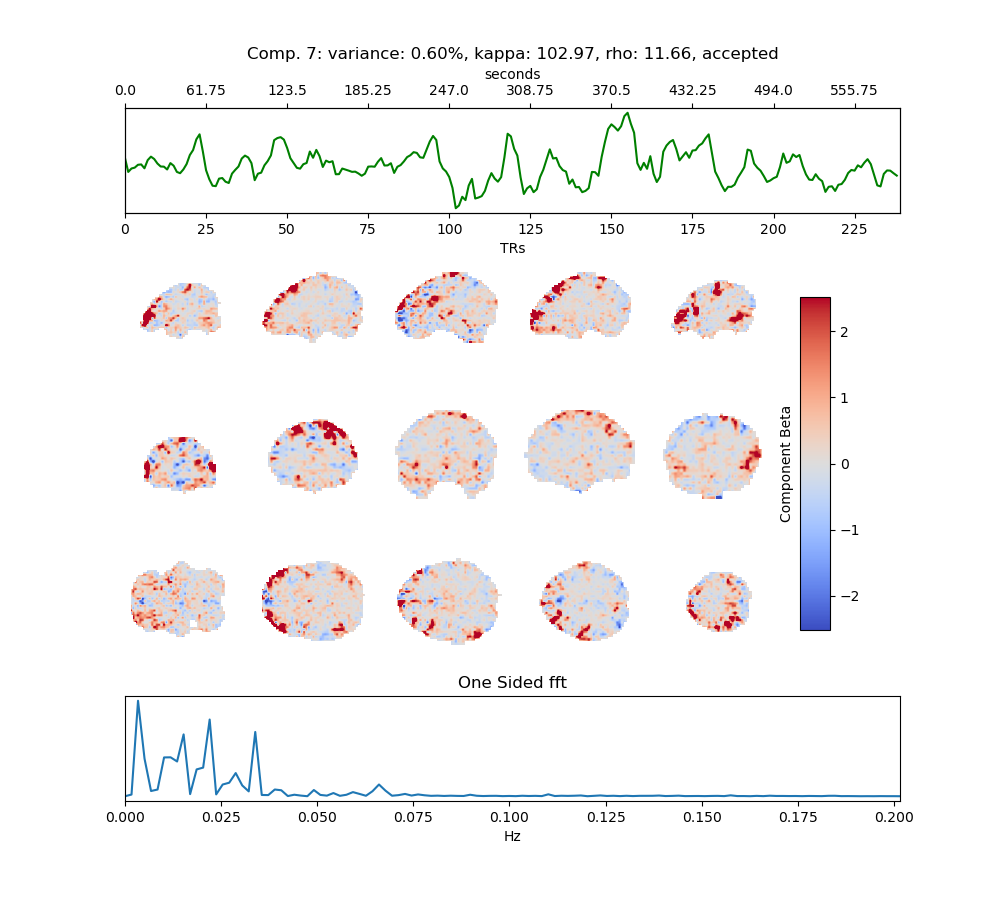 Comp. 7: variance: 0.60%, kappa: 102.97, rho: 11.66, accepted
seconds
0.0 61.75 123.5 185.25 247.0 308.75 370.5 432.25 494.0 555.75
0 25 50 75 100 125 150 175 200 225
TRs
2
1
0
−1
−2
Component Beta
One Sided fft
0.000 0.025 0.050 0.075 0.100 0.125 0.150 0.175 0.200
Hz